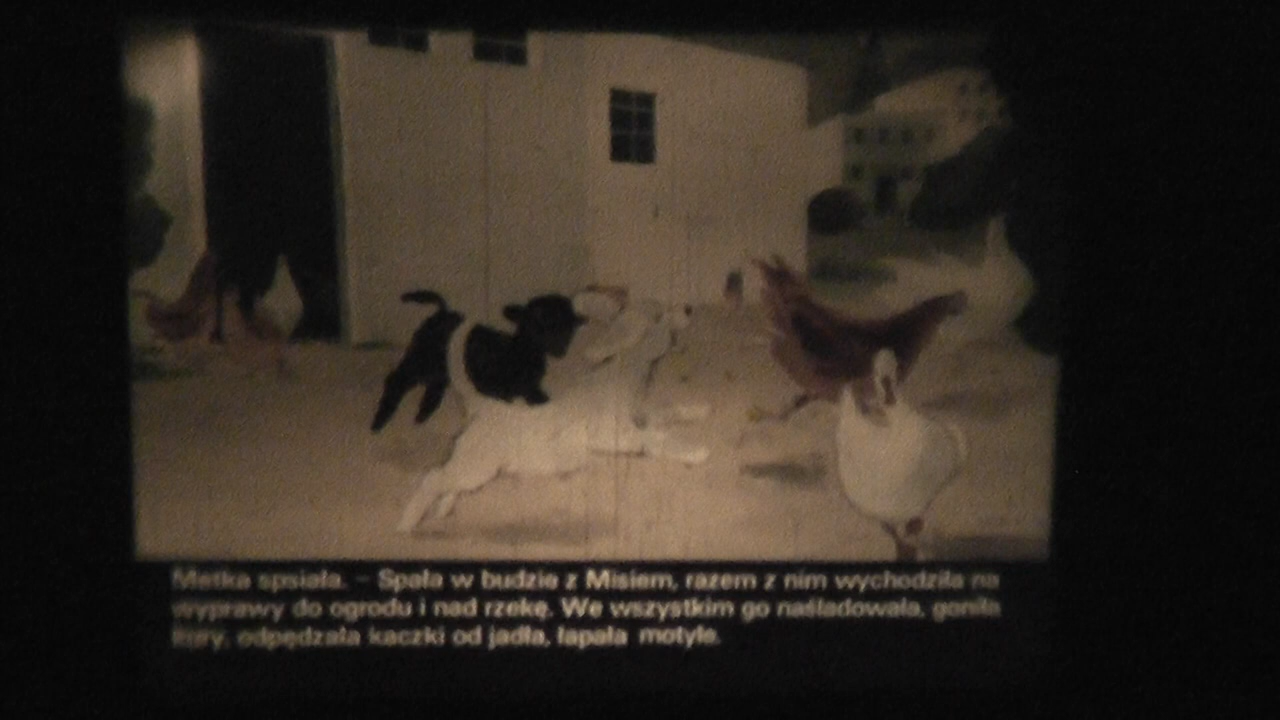 Metka spsiała. – Spała w budzie z Misiem, razem z nim wychodziła na
wyprawy do ogrodu i nad rzekę. We wszystkim go naśladowała, goniła
kury, odpędzała kaczki od jadła, łapała motyle.